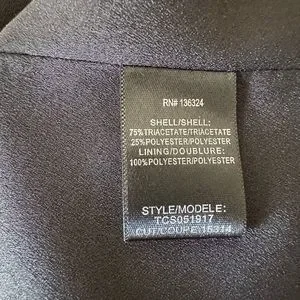 RN# 136324
SHELL/SHELL:
75%TRIACETATE/TRIACETATE
25%POLYESTER/POLYESTER
LINING/DOUBLURE:
100%POLYESTER/POLYESTER
STYLE/MODELE:
TCS051917
CUT/COUPE:15314